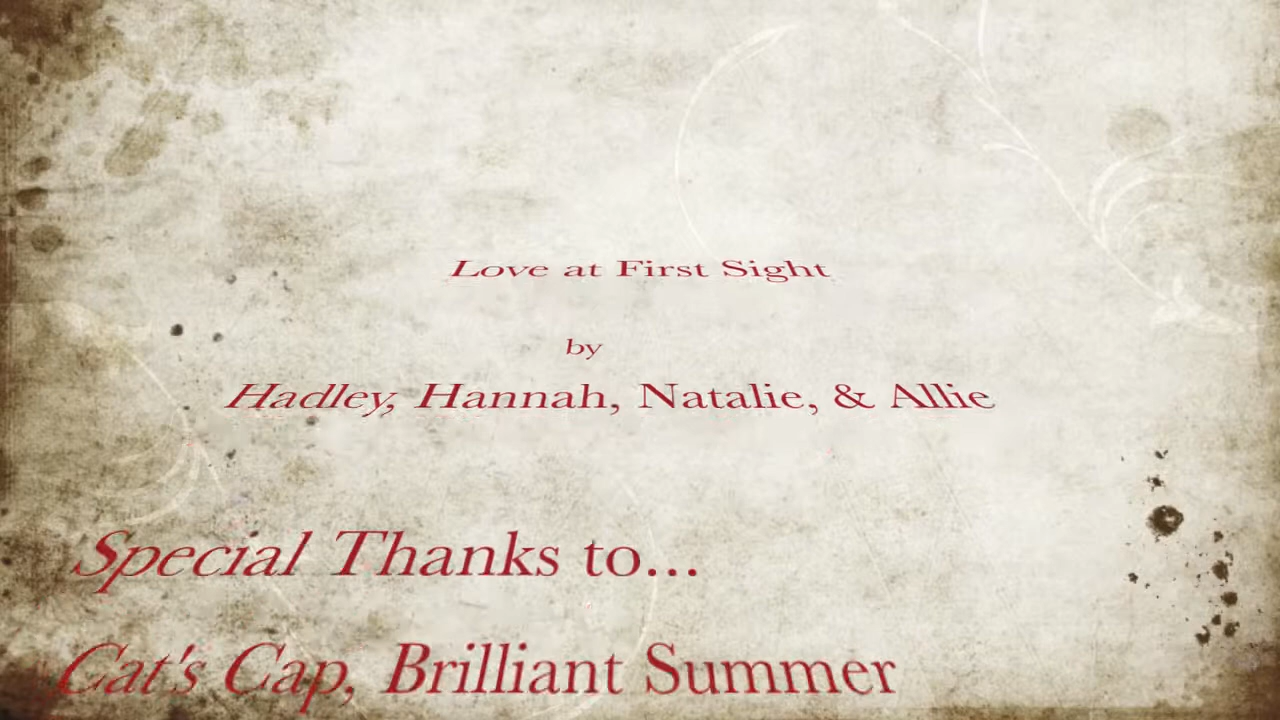 Love at First Sight
by
Hadley, Hannah, Natalie, & Allie
Special Thanks to...
Cat's Cap, Brilliant Summer